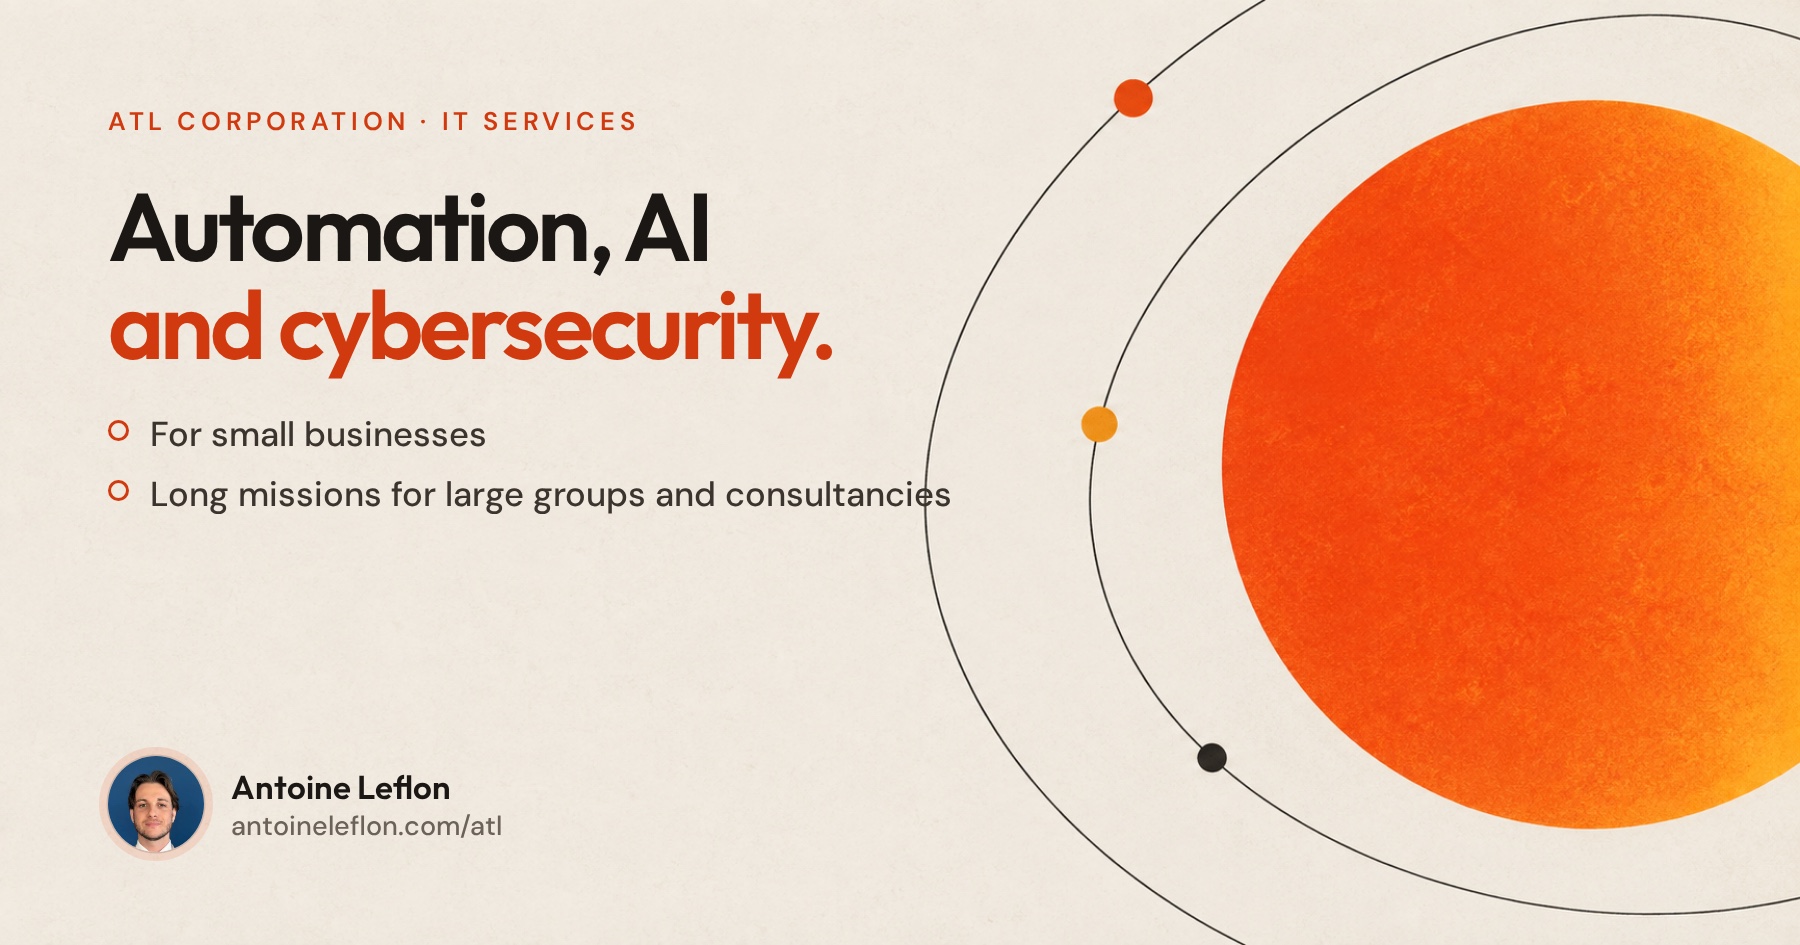 ATL CORPORATION · IT SERVICES
Automation, AI
and cybersecurity.
For small businesses
Long missions for large groups and consultancies
Antoine Leflon
antoineleflon.com/atl